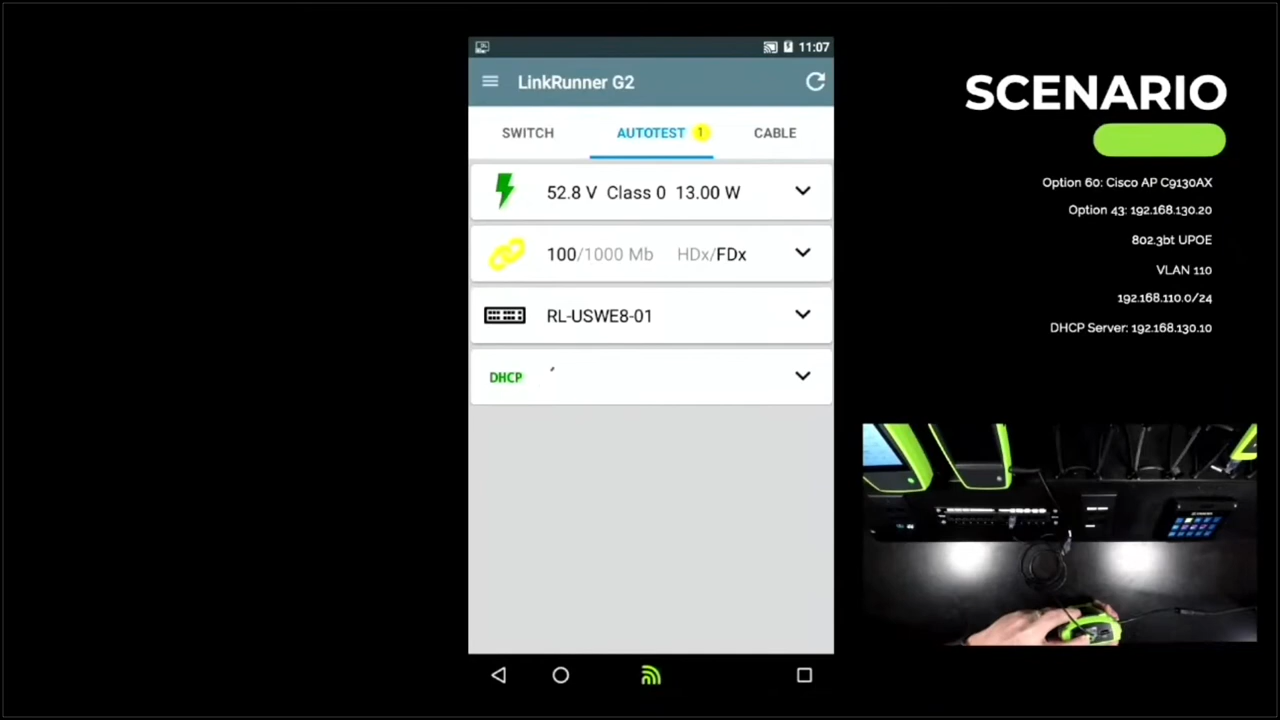 11:07
LinkRunner G2
SWITCH
AUTOTEST 1
CABLE
52.8 V Class 0 13.00 W
100/1000 Mb HDx/FDx
RL-USWE8-01
DHCP
SCENARIO
Option 60: Cisco AP C9130AX
Option 43: 192.168.130.20
802.3bt UPOE
VLAN 110
192.168.110.0/24
DHCP Server: 192.168.130.10